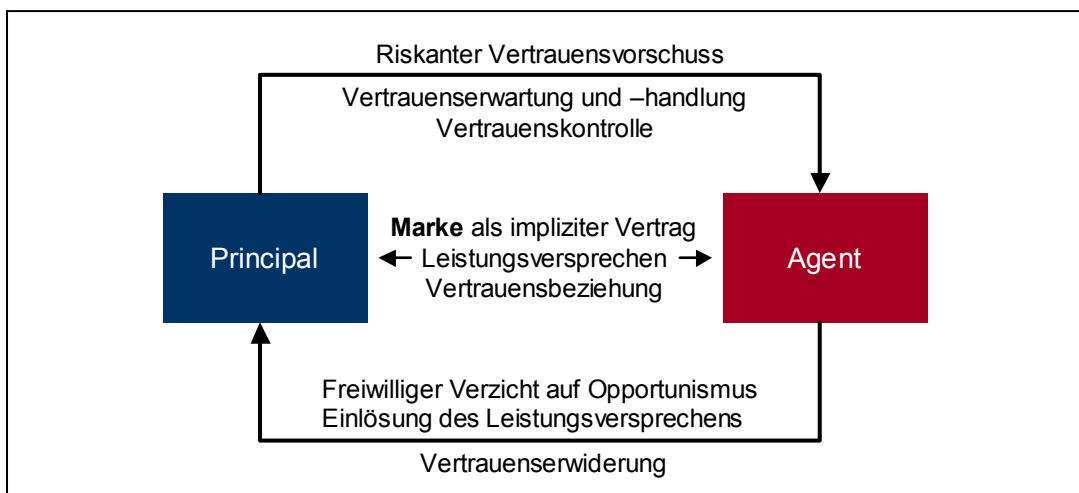 Riskanter Vertrauensvorschuss
Vertrauenserwartung und –handlung
Vertrauenskontrolle
Principal
Marke als impliziter Vertrag
Leistungsversprechen
Vertrauensbeziehung
Agent
Freiwilliger Verzicht auf Opportunismus
Einlösung des Leistungsversprechens
Vertrauenserwiderung